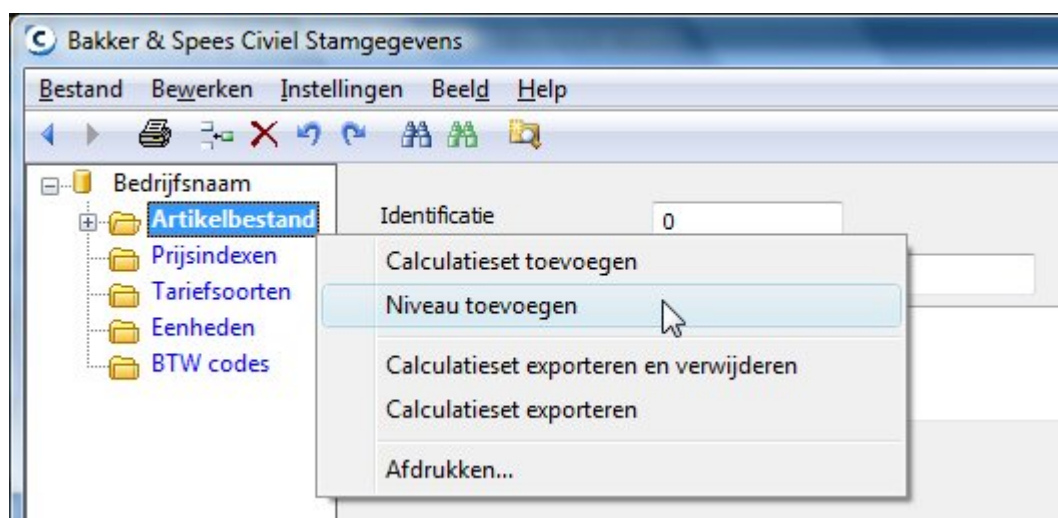 Bakker & Spees Civiel Stamgegevens
Bestand Bewerken Instellingen Beeld Help
Bedrijfsnaam
Artikelbestand
Prijsindexen
Tariefsoorten
Eenheden
BTW codes
Identificatie 0
Calculatieset toevoegen
Niveau toevoegen
Calculatieset exporteren en verwijderen
Calculatieset exporteren
Afdrukken...